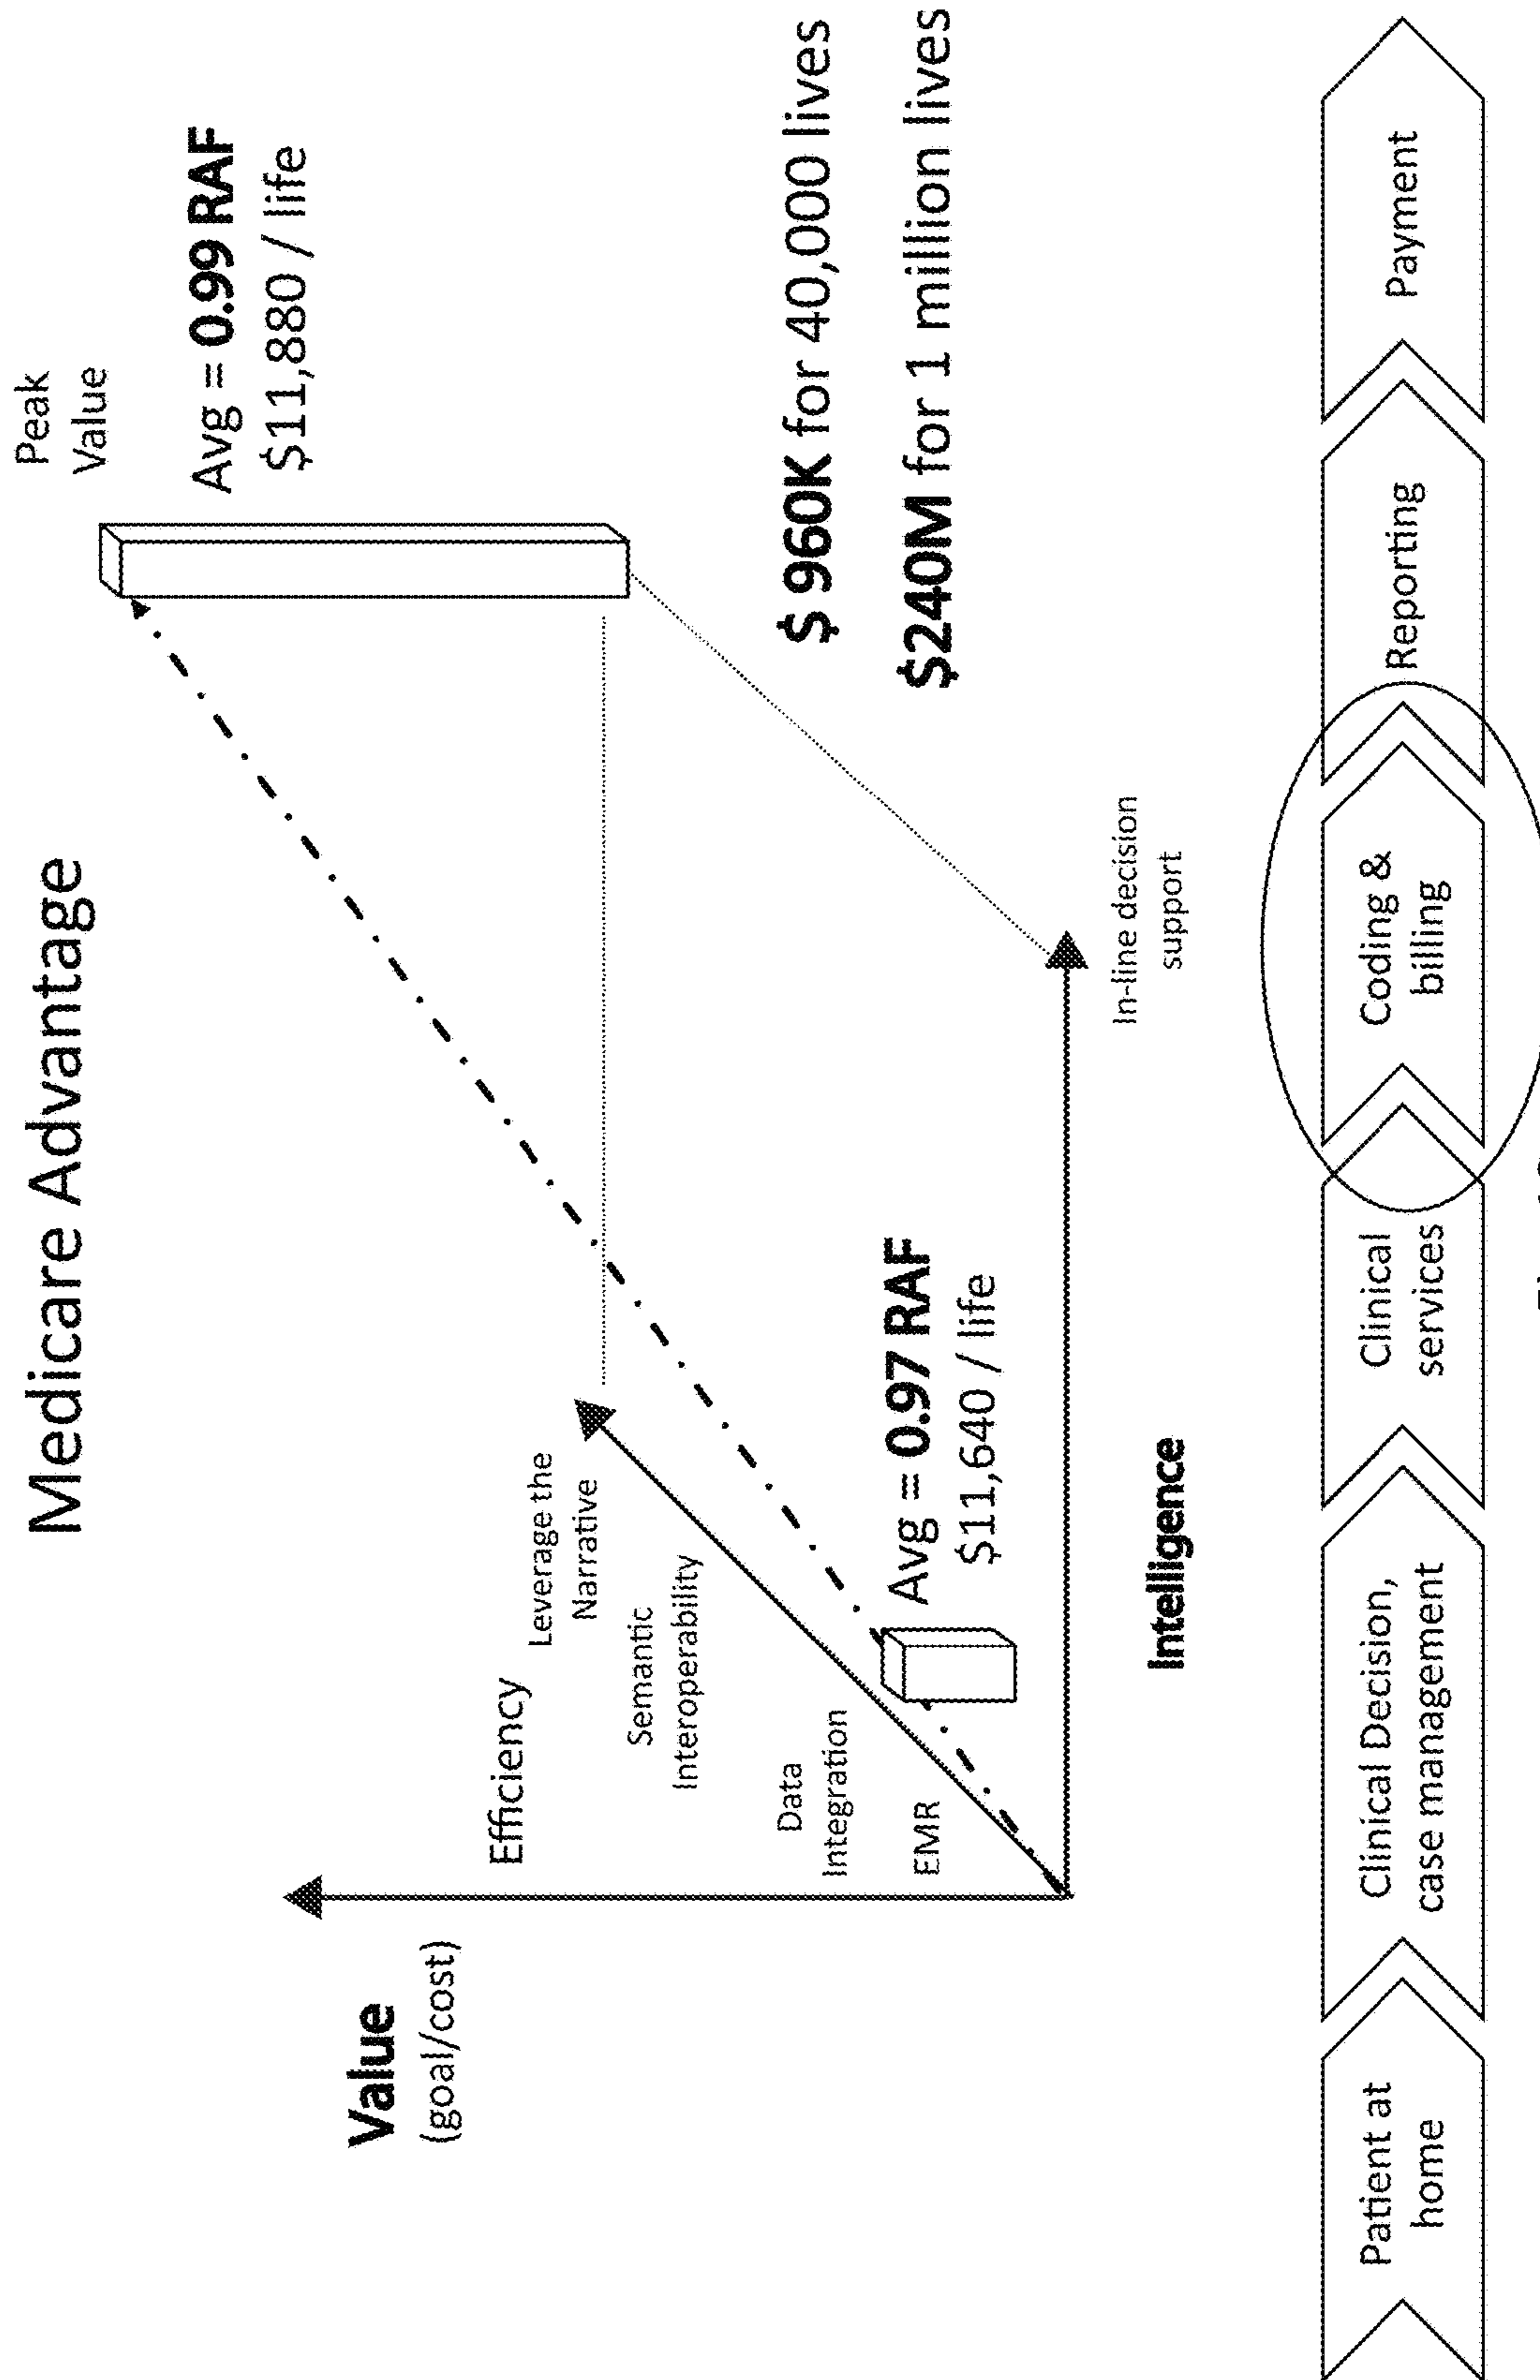 Medicare Advantage
Peak
Value
Avg = 0.99 RAF
$11,880 / life
Value
(goal/cost)
Efficiency
Leverage the
Narrative
Semantic
Interoperability
Data
Integration
EMR
Avg = 0.97 RAF
$11,640 / life
$ 960K for 40,000 lives
$240M for 1 million lives
In-line decision
support
Intelligence
Patient at
home
Clinical Decision,
case management
Clinical
services
Coding &
billing
Reporting
Payment